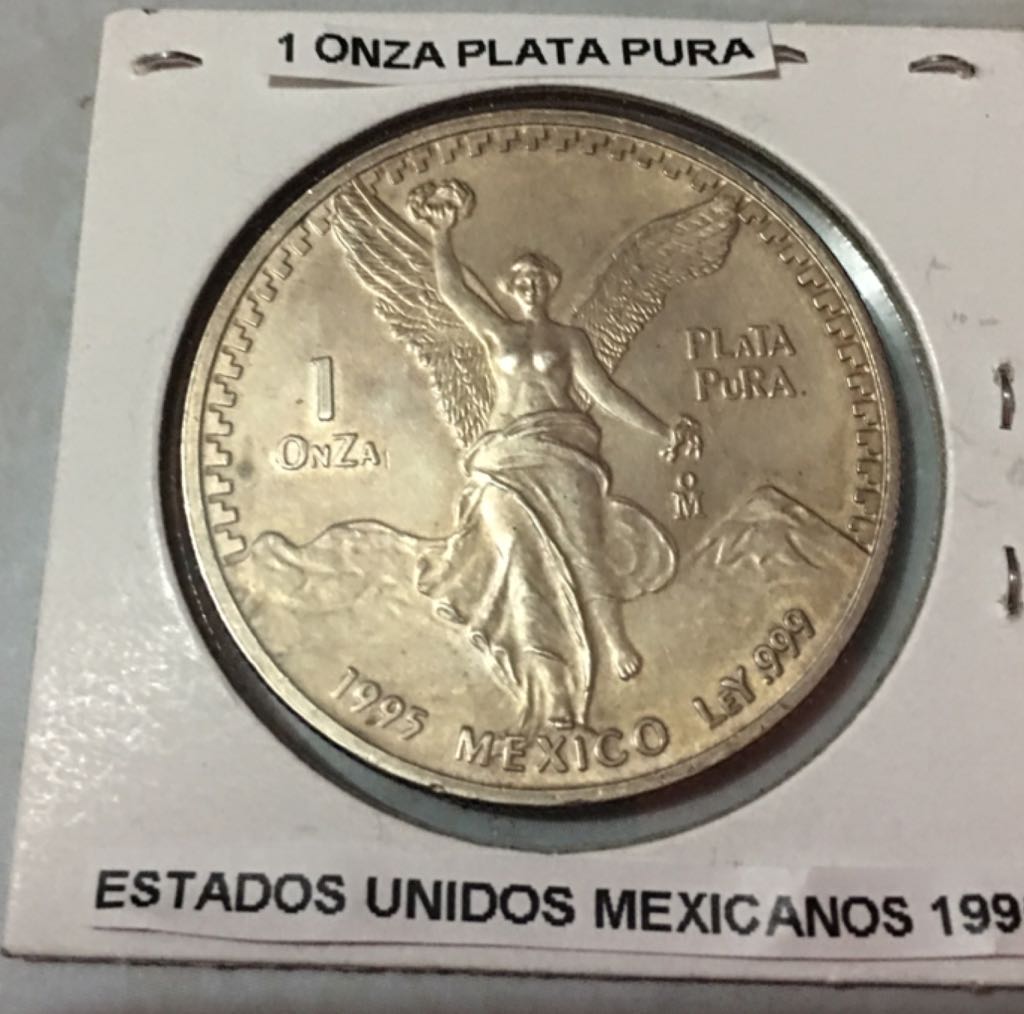 1 ONZA PLATA PURA
1
ONZA
PLATA
PURA.
o
M
1995 MEXICO LEY .999
ESTADOS UNIDOS MEXICANOS 199